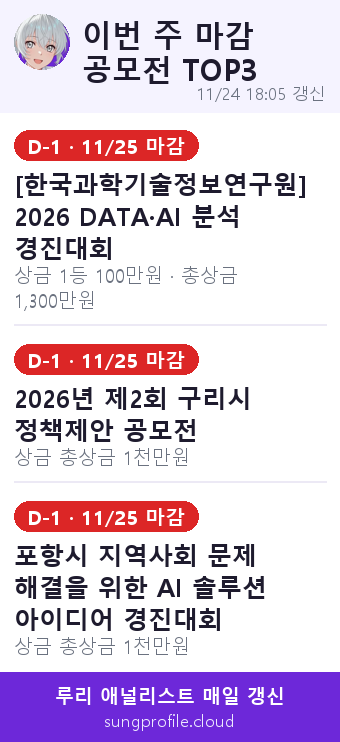 이번 주 마감
공모전 TOP3
11/24 18:05 갱신
D-1 · 11/25 마감
[한국과학기술정보연구원]
2026 DATA·AI 분석
경진대회
상금 1등 100만원 · 총상금
1,300만원
D-1 · 11/25 마감
2026년 제2회 구리시
정책제안 공모전
상금 총상금 1천만원
D-1 · 11/25 마감
포항시 지역사회 문제
해결을 위한 AI 솔루션
아이디어 경진대회
상금 총상금 1천만원
루리 애널리스트 매일 갱신
sungprofile.cloud